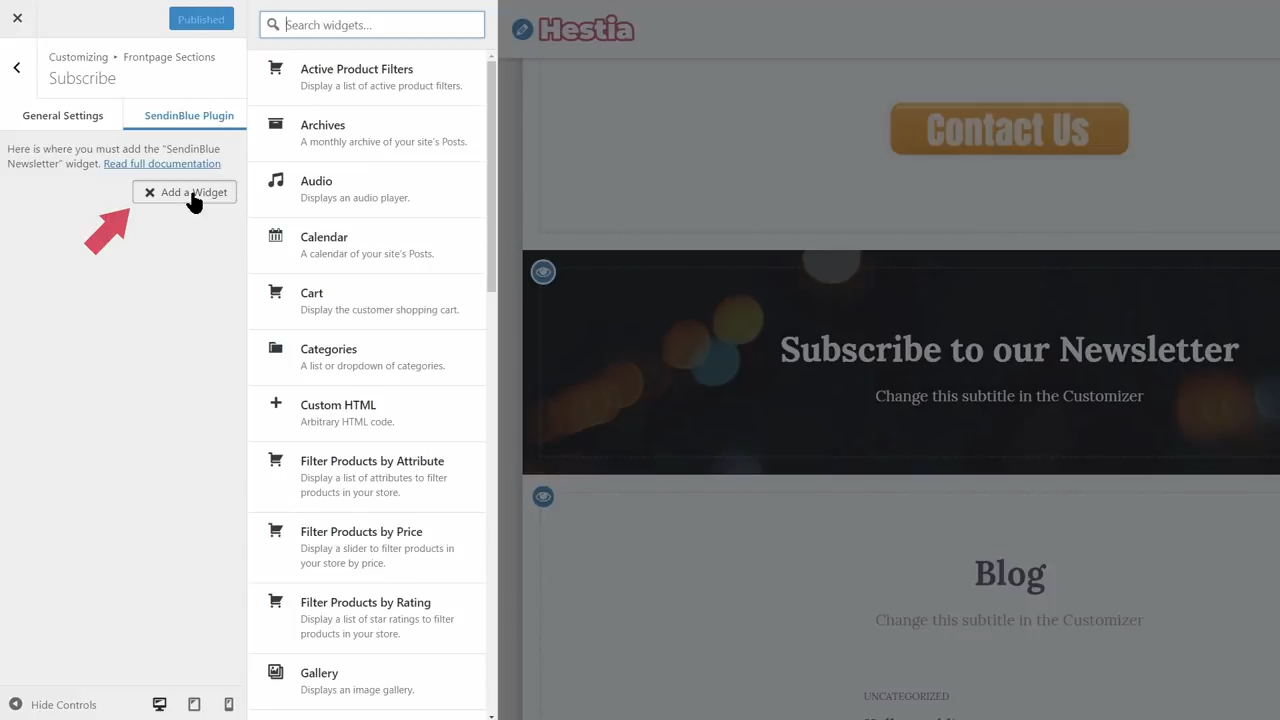 Published
Customizing ▸ Frontpage Sections
Subscribe
General Settings
SendinBlue Plugin
Here is where you must add the "SendinBlue
Newsletter" widget. Read full documentation
Add a Widget
Hide Controls
Search widgets...
Active Product Filters
Display a list of active product filters.
Archives
A monthly archive of your site's Posts.
Audio
Displays an audio player.
Calendar
A calendar of your site's Posts.
Cart
Display the customer shopping cart.
Categories
A list or dropdown of categories.
Custom HTML
Arbitrary HTML code.
Filter Products by Attribute
Display a list of attributes to filter
products in your store.
Filter Products by Price
Display a slider to filter products in
your store by price.
Filter Products by Rating
Display a list of star ratings to filter
products in your store.
Gallery
Displays an image gallery.
Hestia
Contact Us
Subscribe to our Newsletter
Change this subtitle in the Customizer
Blog
Change this subtitle in the Customizer
UNCATEGORIZED